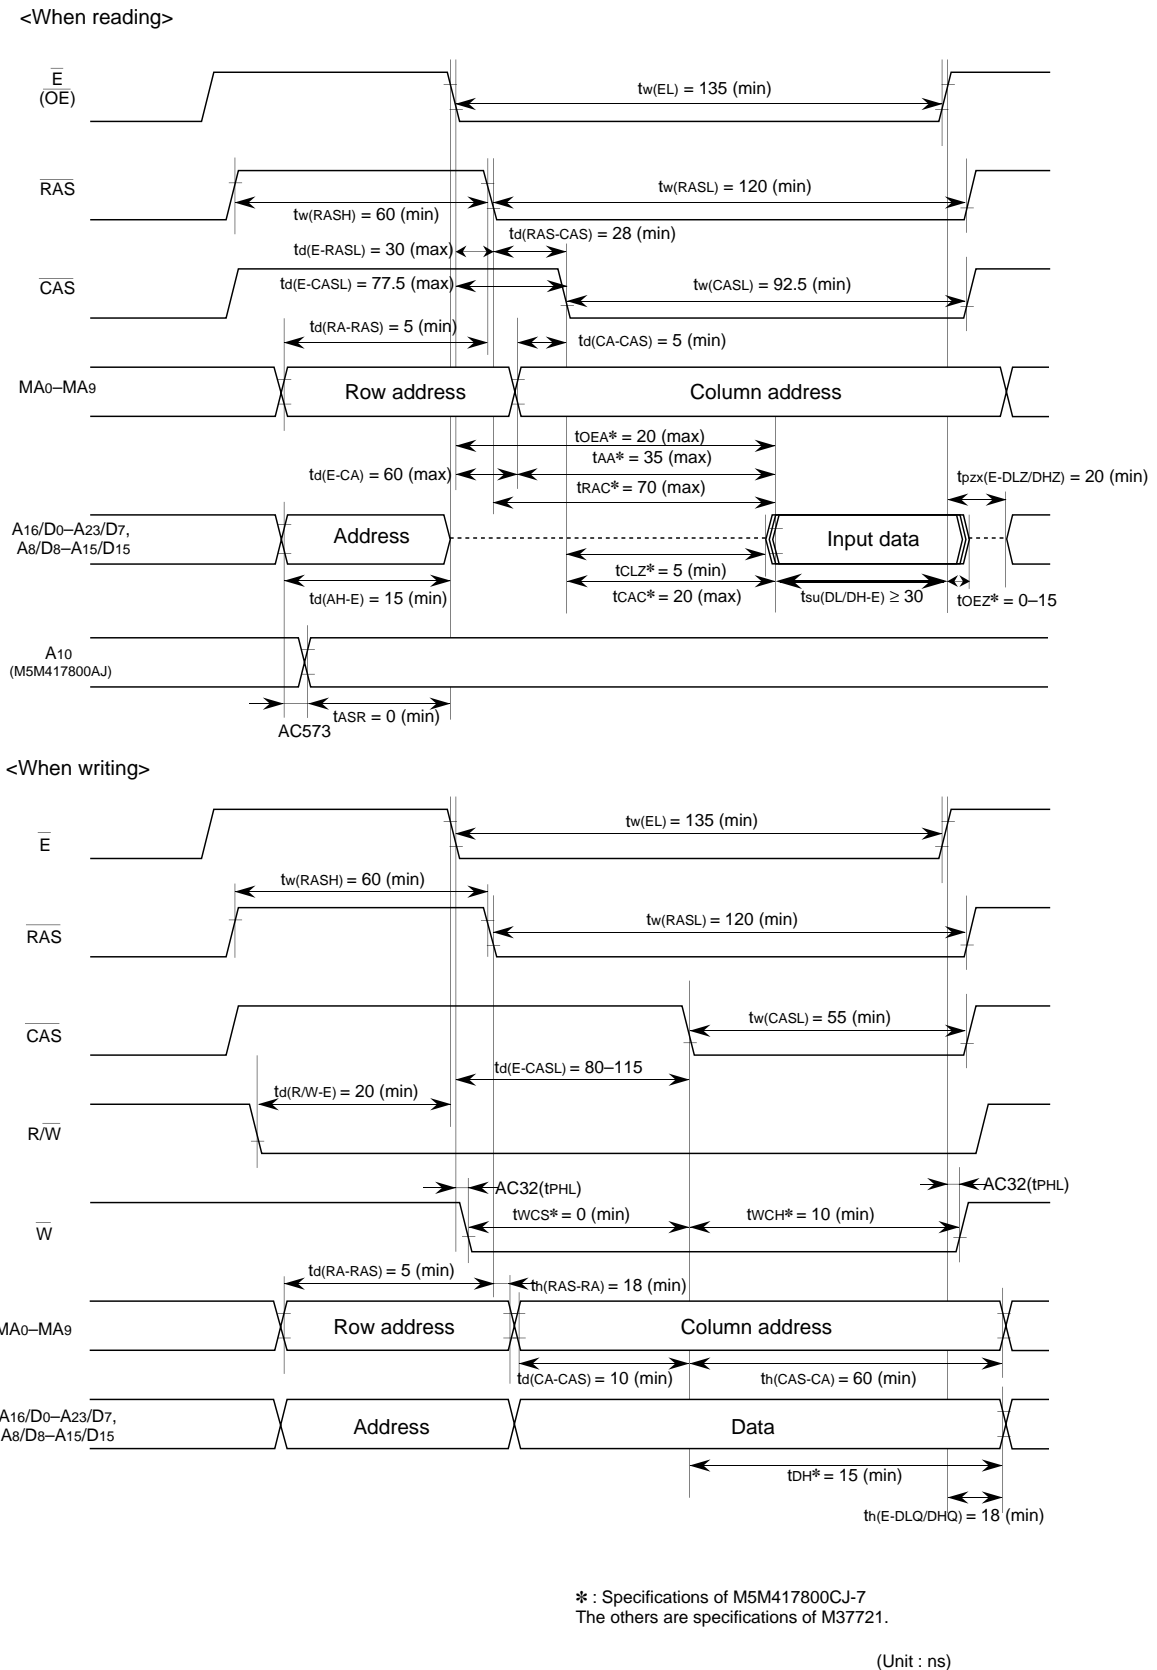 <When reading>
E
(OE)
tw(EL) = 135 (min)
RAS
tw(RASL) = 120 (min)
tw(RASH) = 60 (min)
td(RAS-CAS) = 28 (min)
td(E-RASL) = 30 (max)
CAS
td(E-CASL) = 77.5 (max)
tw(CASL) = 92.5 (min)
td(RA-RAS) = 5 (min)
td(CA-CAS) = 5 (min)
MA0–MA9
Row address
Column address
tOEA✻ = 20 (max)
tAA✻ = 35 (max)
td(E-CA) = 60 (max)
tpzx(E-DLZ/DHZ) = 20 (min)
tRAC✻ = 70 (max)
A16/D0–A23/D7,
A8/D8–A15/D15
Address
Input data
tCLZ✻ = 5 (min)
td(AH-E) = 15 (min)
tCAC✻ = 20 (max)
tsu(DL/DH-E) ≥ 30
tOEZ✻ = 0–15
A10
(M5M417800AJ)
tASR = 0 (min)
AC573
<When writing>
E
tw(EL) = 135 (min)
tw(RASH) = 60 (min)
RAS
tw(RASL) = 120 (min)
CAS
tw(CASL) = 55 (min)
td(E-CASL) = 80–115
td(R/W-E) = 20 (min)
R/W
AC32(tPHL)
AC32(tPHL)
W
tWCS✻ = 0 (min)
tWCH✻ = 10 (min)
td(RA-RAS) = 5 (min)
th(RAS-RA) = 18 (min)
MA0–MA9
Row address
Column address
td(CA-CAS) = 10 (min)
th(CAS-CA) = 60 (min)
A16/D0–A23/D7,
A8/D8–A15/D15
Address
Data
tDH✻ = 15 (min)
th(E-DLQ/DHQ) = 18 (min)
✻ : Specifications of M5M417800CJ-7
The others are specifications of M37721.
(Unit : ns)